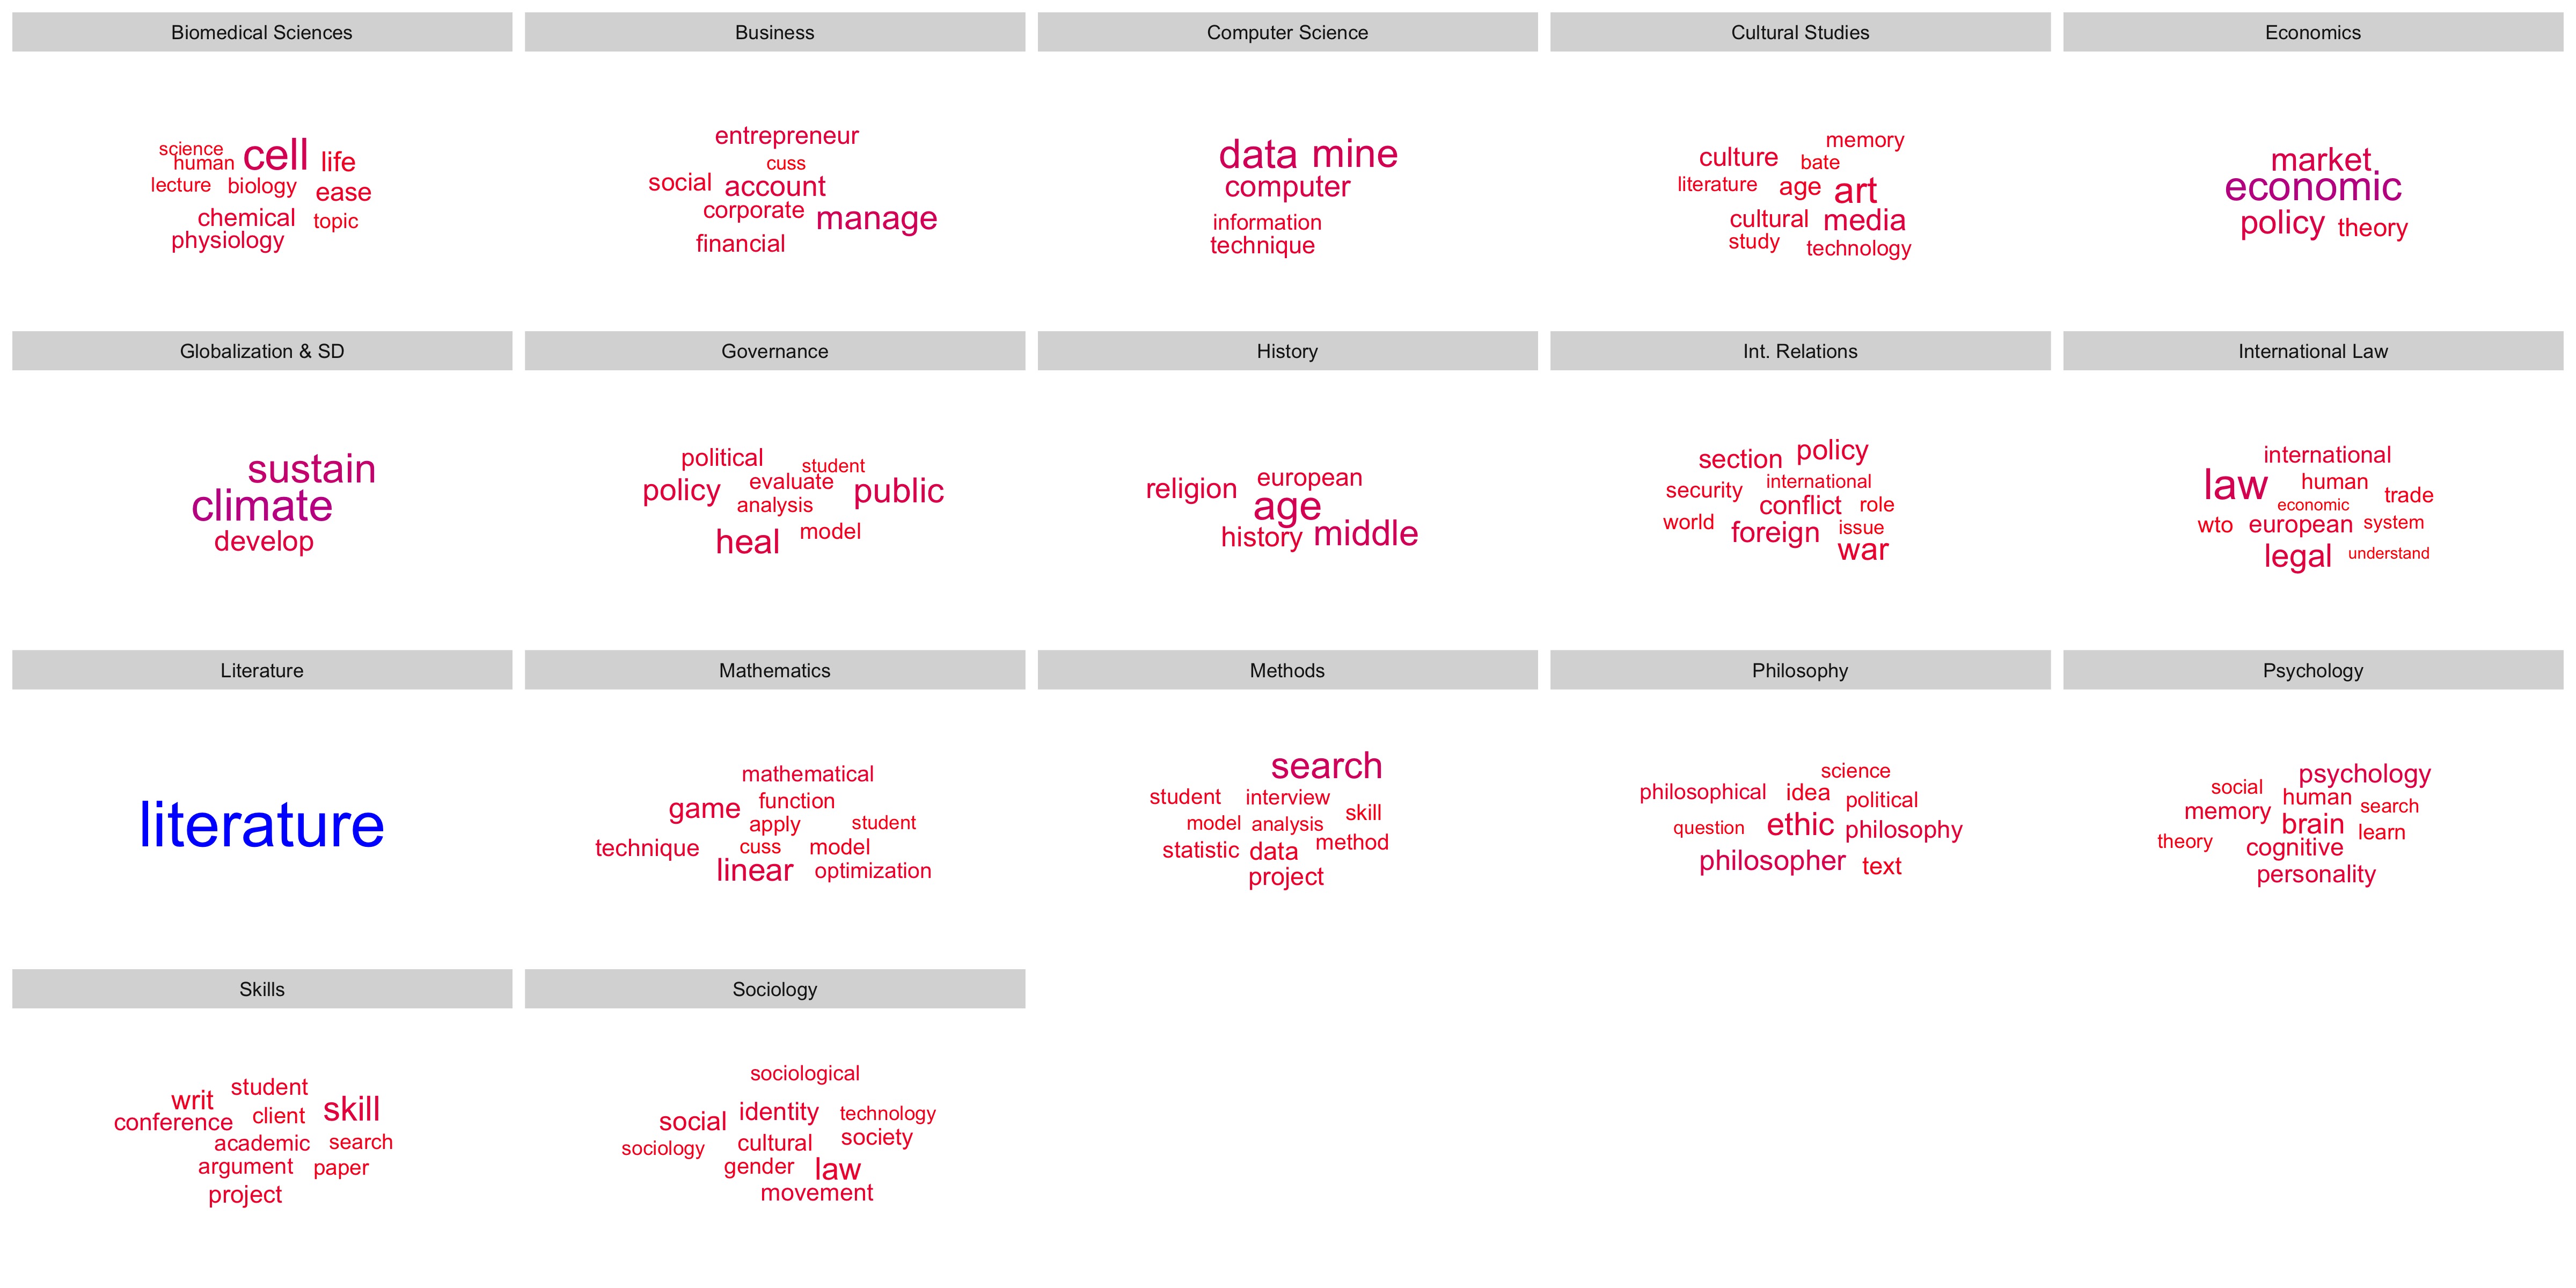 Biomedical Sciences
science
human cell life
lecture biology ease
chemical topic
physiology
Business
entrepreneur
cuss
social account
corporate manage
financial
Computer Science
data mine
computer
information
technique
Cultural Studies
memory
culture bate
literature age art
cultural media
study technology
Economics
market
economic
policy theory
Globalization & SD
sustain
climate
develop
Governance
political student
policy evaluate public
analysis
heal model
History
religion european
age
history middle
Int. Relations
section policy
security international
conflict role
world foreign issue
war
International Law
international
law human trade
economic
wto european system
legal understand
Literature
literature
Mathematics
mathematical
game function
apply student
technique cuss model
linear optimization
Methods
search
student interview skill
model analysis
statistic data method
project
Philosophy
science
philosophical idea political
question ethic philosophy
philosopher text
Psychology
psychology
social human search
memory brain learn
theory cognitive
personality
Skills
writ student
conference client skill
academic search
argument paper
project
Sociology
sociological
social identity technology
sociology cultural society
gender law
movement